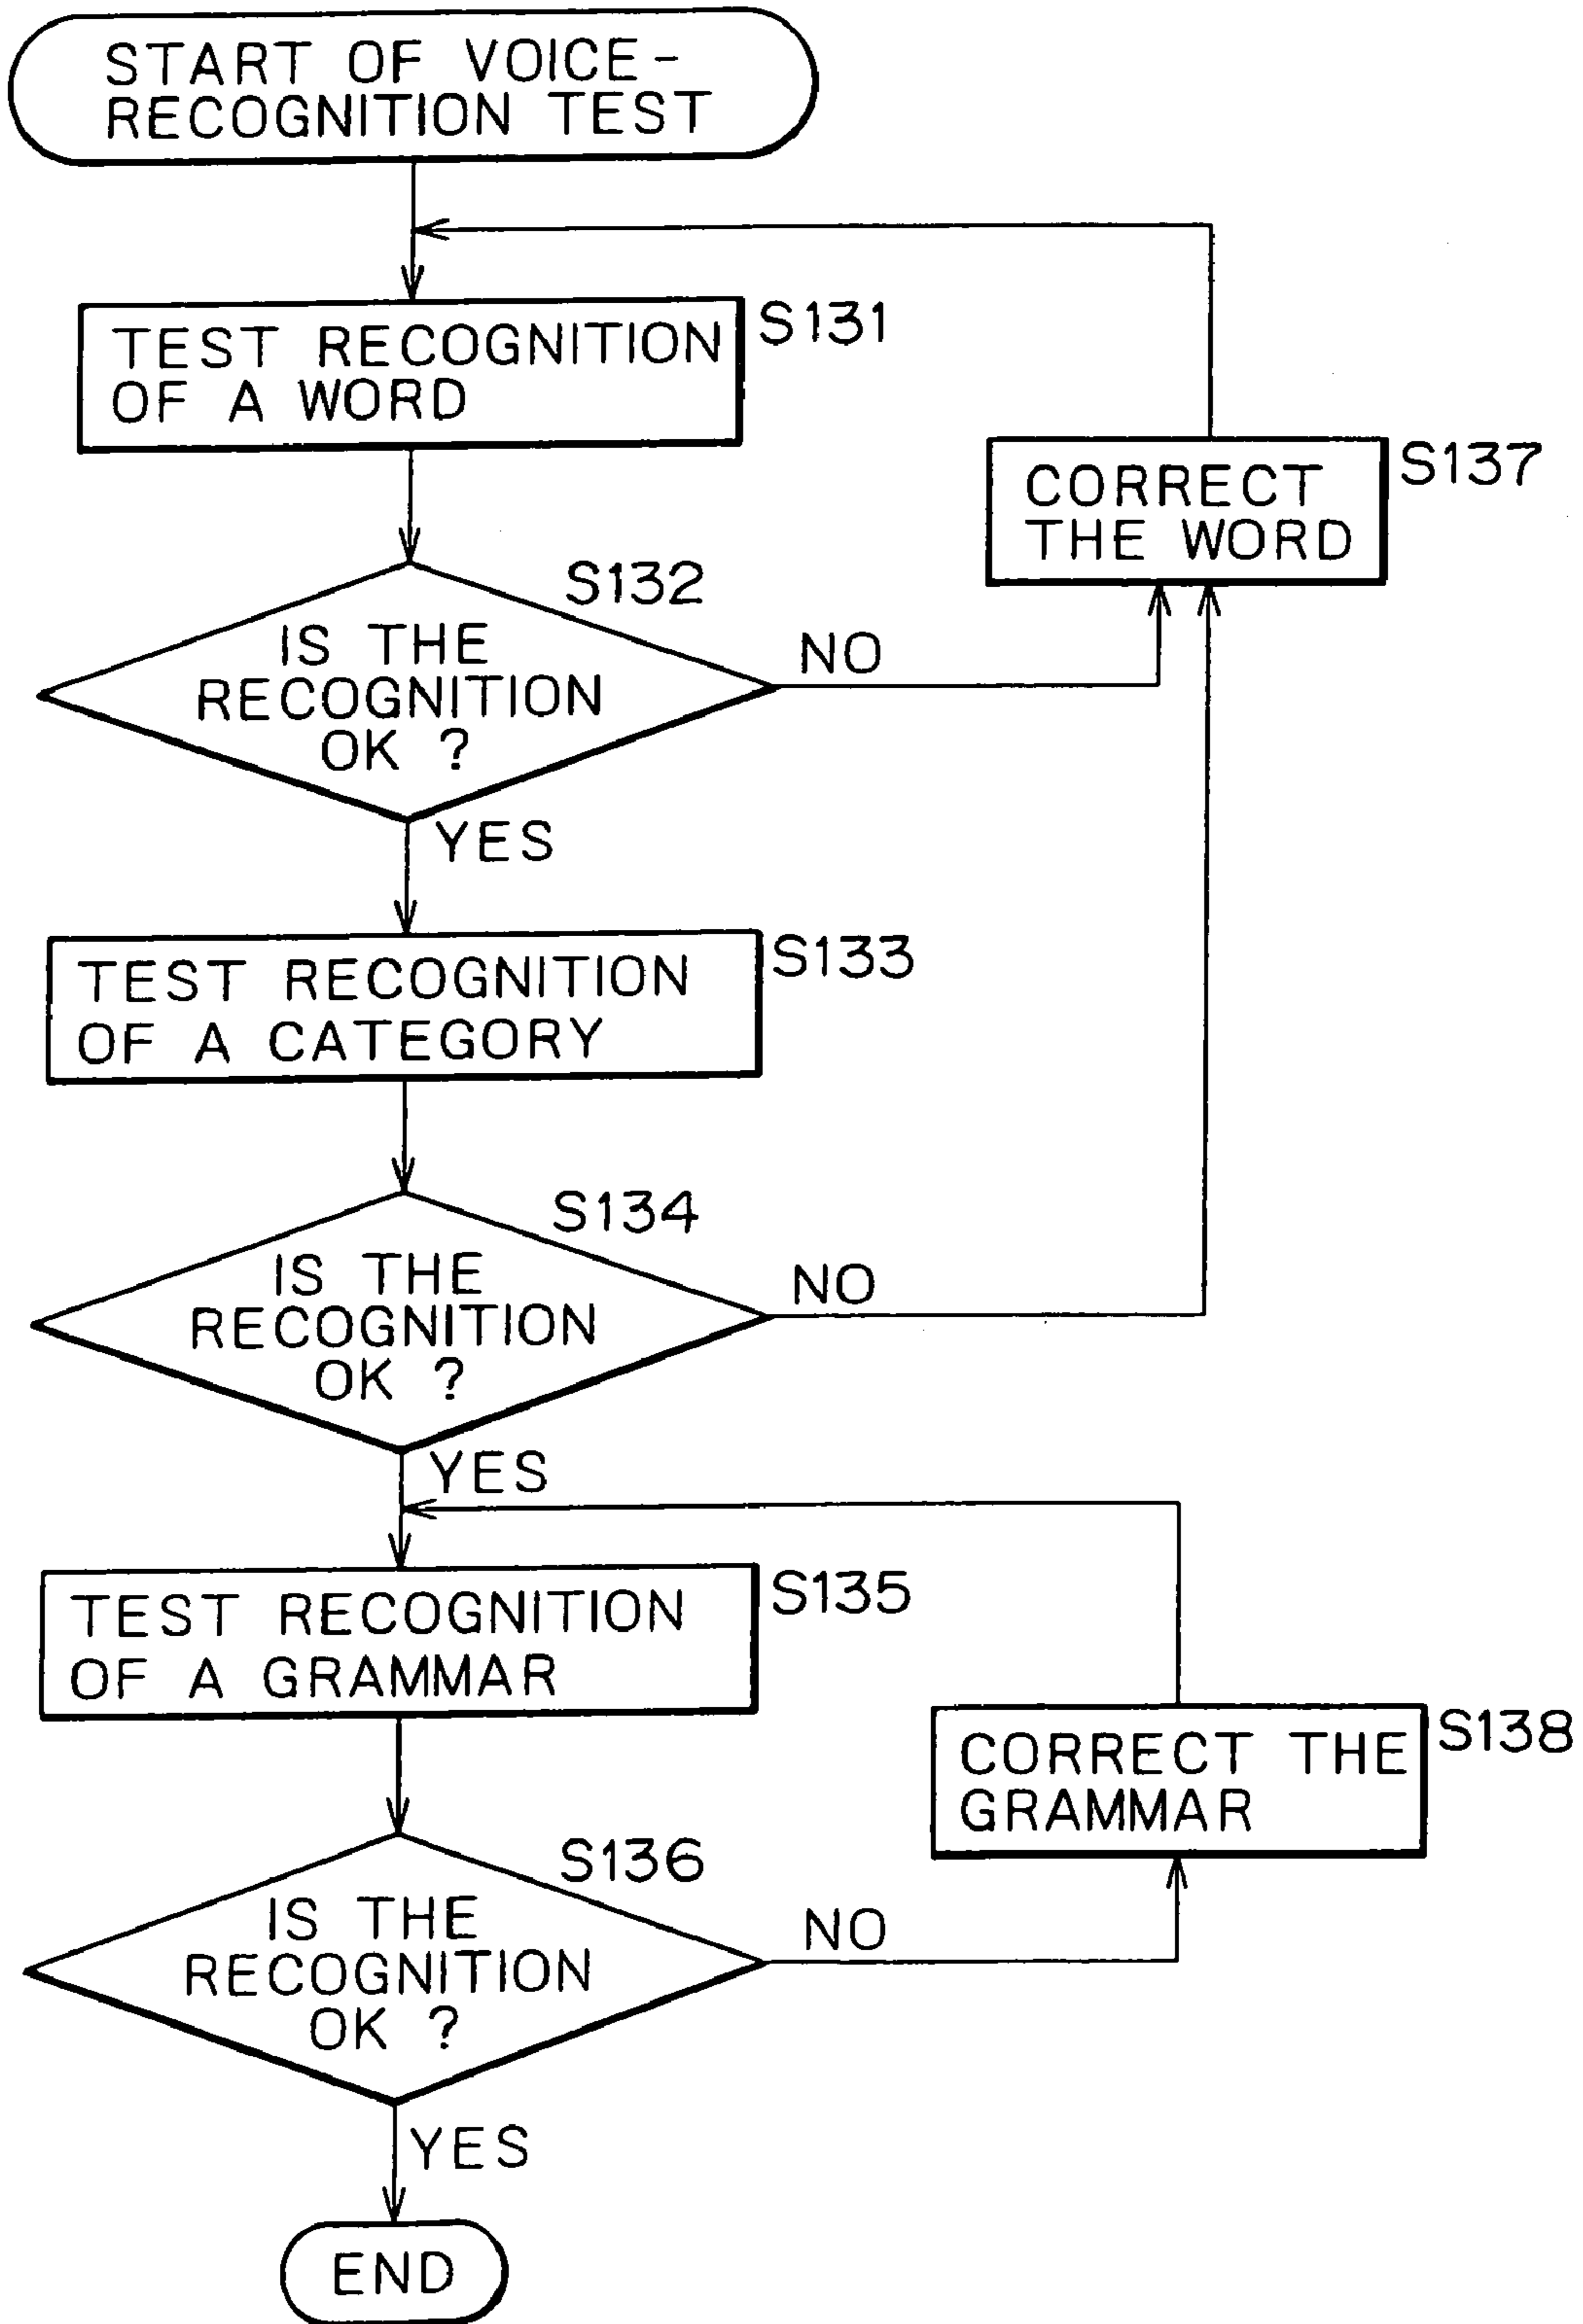 START OF VOICE-
RECOGNITION TEST
TEST RECOGNITION
OF A WORD
S131
CORRECT
THE WORD
S137
S132
IS THE
RECOGNITION
OK ?
NO
YES
TEST RECOGNITION
OF A CATEGORY
S133
S134
IS THE
RECOGNITION
OK ?
NO
YES
TEST RECOGNITION
OF A GRAMMAR
S135
CORRECT THE
GRAMMAR
S138
S136
IS THE
RECOGNITION
OK ?
NO
YES
END